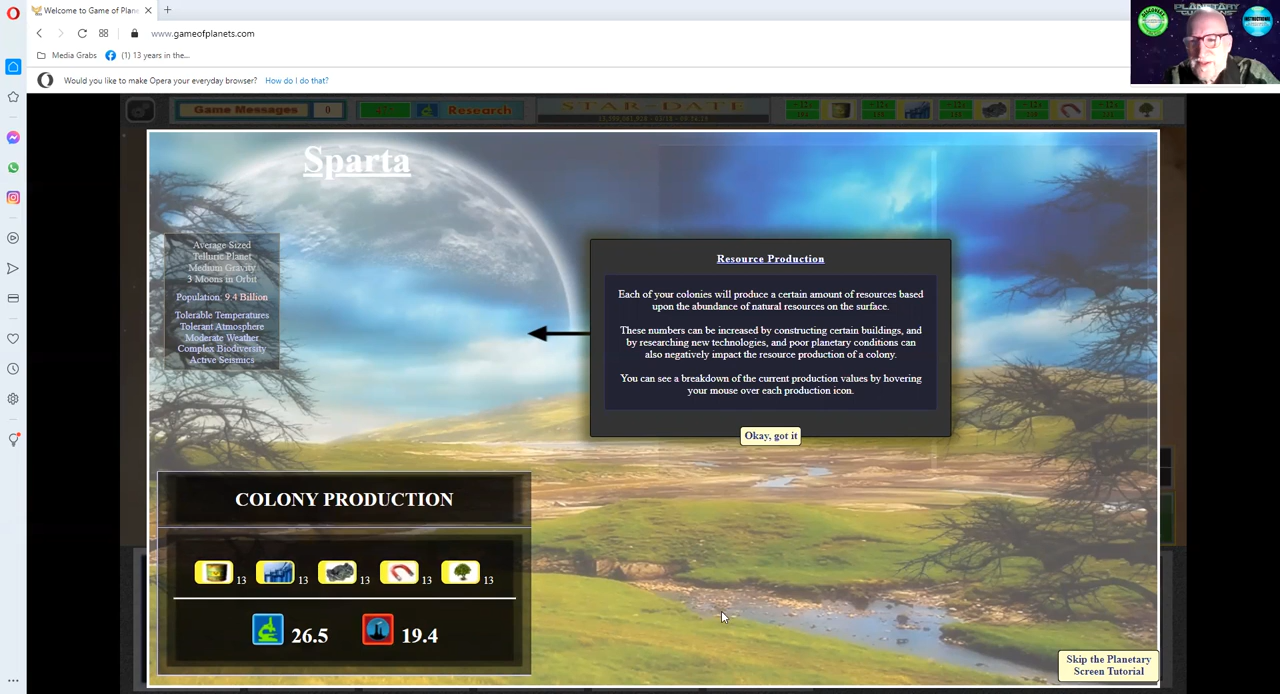 Welcome to Game of Plane
www.gameofplanets.com
Media Grabs
(1) 13 years in the...
Would you like to make Opera your everyday browser? How do I do that?
Game Messages 0
Research
STAR-DATE
Sparta
Average Sized
Telluric Planet
Medium Gravity
3 Moons in Orbit
Population: 9.4 Billion
Tolerable Temperatures
Tolerant Atmosphere
Moderate Weather
Complex Biodiversity
Active Seismics
Resource Production
Each of your colonies will produce a certain amount of resources based
upon the abundance of natural resources on the surface.
These numbers can be increased by constructing certain buildings, and
by researching new technologies, and poor planetary conditions can
also negatively impact the resource production of a colony.
You can see a breakdown of the current production values by hovering
your mouse over each production icon.
Okay, got it
COLONY PRODUCTION
13 13 13 13 13
26.5 19.4
Skip the Planetary
Screen Tutorial